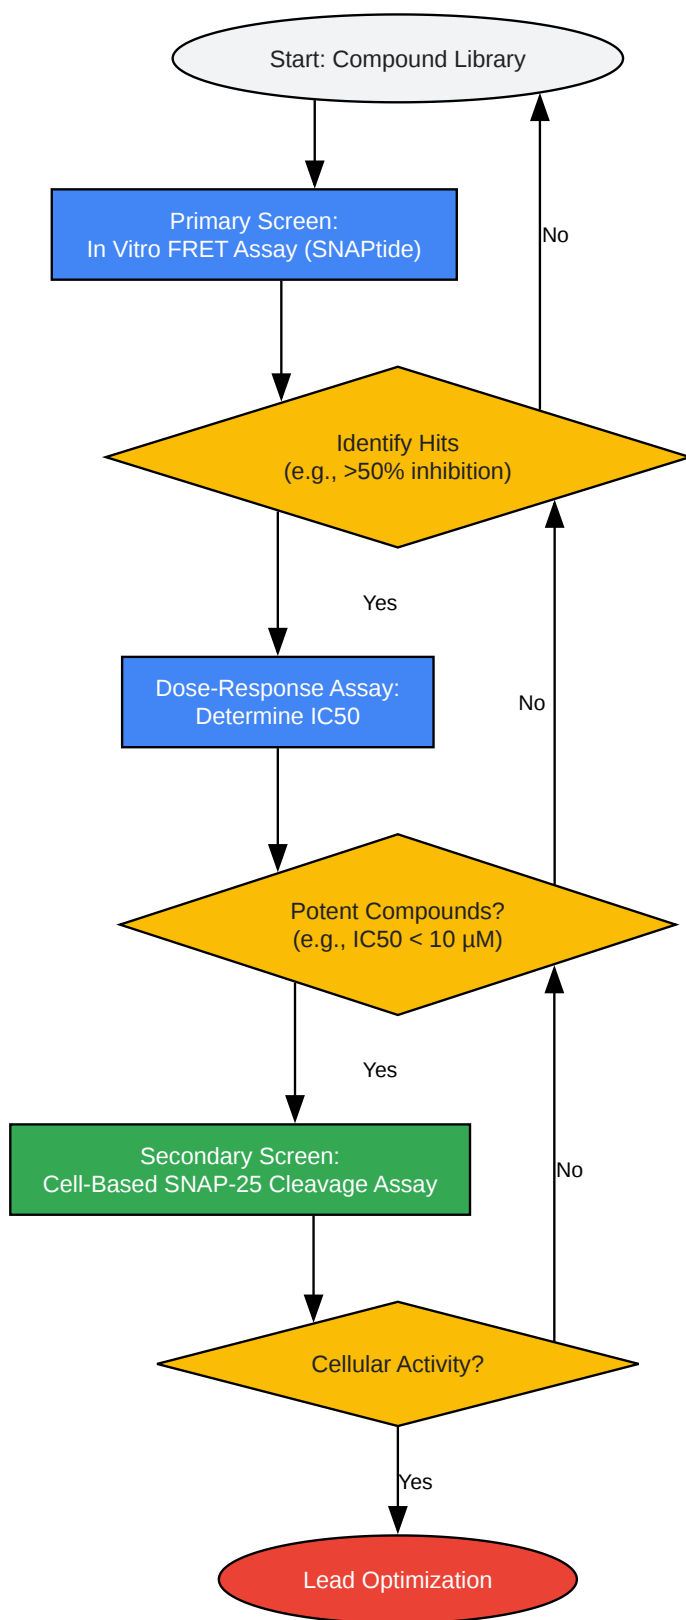 Start: Compound Library
Primary Screen:
In Vitro FRET Assay (SNAPtide)
No
Identify Hits
(e.g., >50% inhibition)
Yes
Dose-Response Assay:
Determine IC50
No
Potent Compounds?
(e.g., IC50 < 10 µM)
Yes
Secondary Screen:
Cell-Based SNAP-25 Cleavage Assay
No
Cellular Activity?
Yes
Lead Optimization